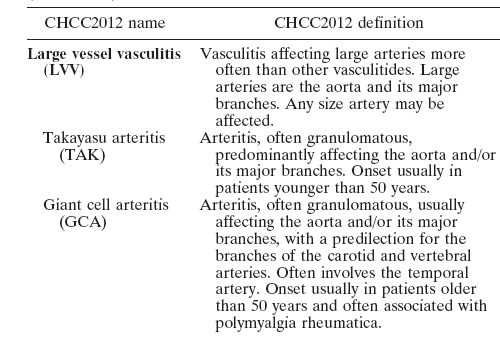 CHCC2012 name CHCC2012 definition
Large vessel vasculitis Vasculitis affecting large arteries more
(LVV) often than other vasculitides. Large
arteries are the aorta and its major
branches. Any size artery may be
affected.
Takayasu arteritis Arteritis, often granulomatous,
(TAK) predominantly affecting the aorta and/or
its major branches. Onset usually in
patients younger than 50 years.
Giant cell arteritis Arteritis, often granulomatous, usually
(GCA) affecting the aorta and/or its major
branches, with a predilection for the
branches of the carotid and vertebral
arteries. Often involves the temporal
artery. Onset usually in patients older
than 50 years and often associated with
polymyalgia rheumatica.